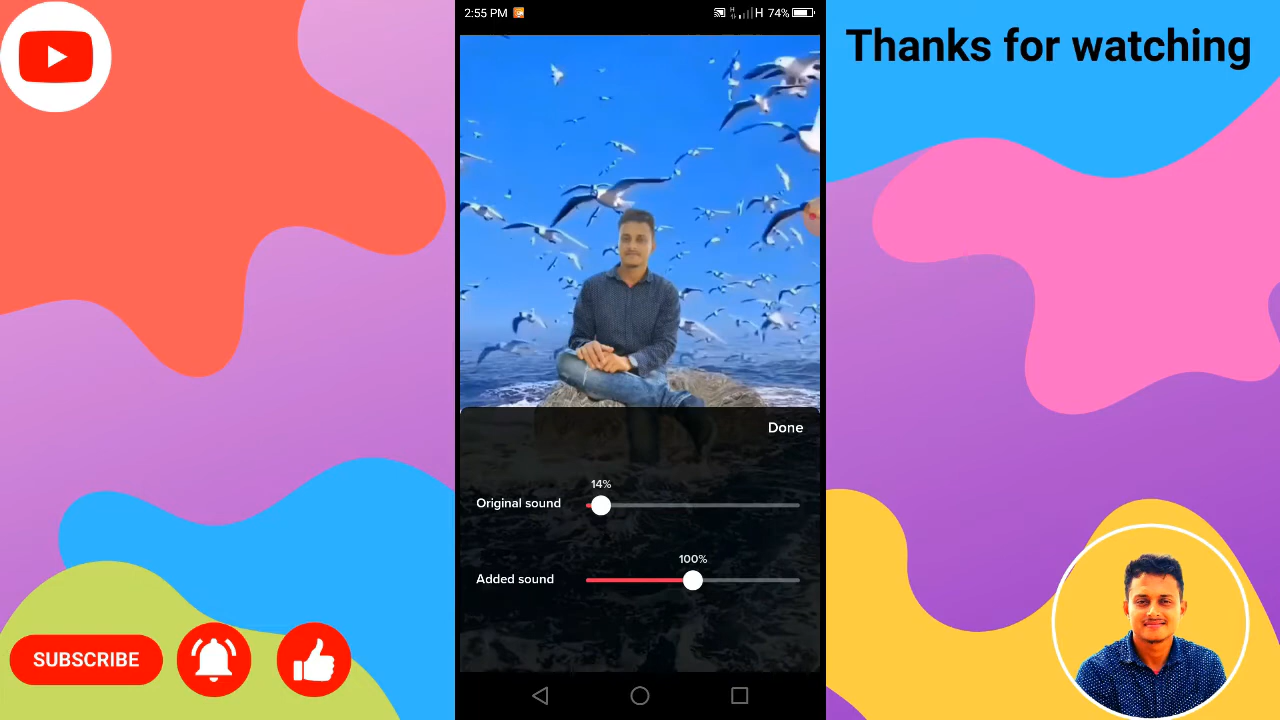 2:55 PM
H
H 74%
Thanks for watching
Done
14%
Original sound
100%
Added sound
SUBSCRIBE